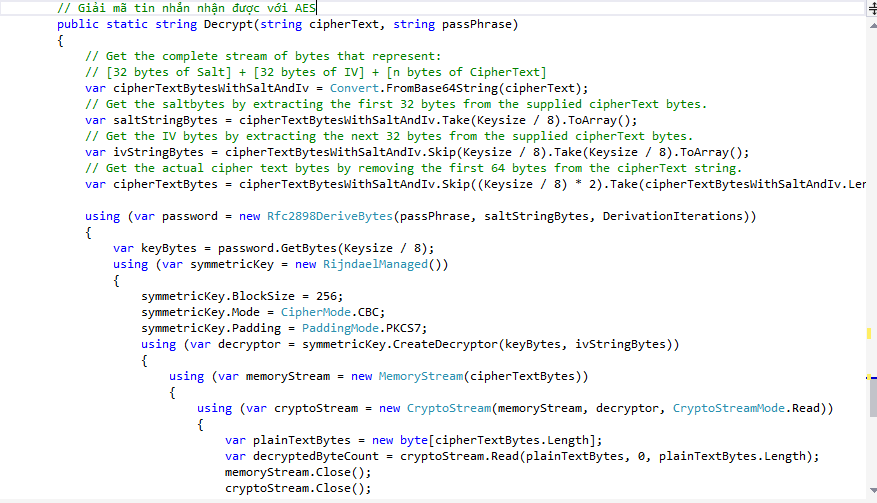 // Giải mã tin nhắn nhận được với AES
public static string Decrypt(string cipherText, string passPhrase)
{
// Get the complete stream of bytes that represent:
// [32 bytes of Salt] + [32 bytes of IV] + [n bytes of CipherText]
var cipherTextBytesWithSaltAndIv = Convert.FromBase64String(cipherText);
// Get the saltbytes by extracting the first 32 bytes from the supplied cipherText bytes.
var saltStringBytes = cipherTextBytesWithSaltAndIv.Take(Keysize / 8).ToArray();
// Get the IV bytes by extracting the next 32 bytes from the supplied cipherText bytes.
var ivStringBytes = cipherTextBytesWithSaltAndIv.Skip(Keysize / 8).Take(Keysize / 8).ToArray();
// Get the actual cipher text bytes by removing the first 64 bytes from the cipherText string.
var cipherTextBytes = cipherTextBytesWithSaltAndIv.Skip((Keysize / 8) * 2).Take(cipherTextBytesWithSaltAndIv.Len
using (var password = new Rfc2898DeriveBytes(passPhrase, saltStringBytes, DerivationIterations))
{
var keyBytes = password.GetBytes(Keysize / 8);
using (var symmetricKey = new RijndaelManaged())
{
symmetricKey.BlockSize = 256;
symmetricKey.Mode = CipherMode.CBC;
symmetricKey.Padding = PaddingMode.PKCS7;
using (var decryptor = symmetricKey.CreateDecryptor(keyBytes, ivStringBytes))
{
using (var memoryStream = new MemoryStream(cipherTextBytes))
{
using (var cryptoStream = new CryptoStream(memoryStream, decryptor, CryptoStreamMode.Read))
{
var plainTextBytes = new byte[cipherTextBytes.Length];
var decryptedByteCount = cryptoStream.Read(plainTextBytes, 0, plainTextBytes.Length);
memoryStream.Close();
cryptoStream.Close();